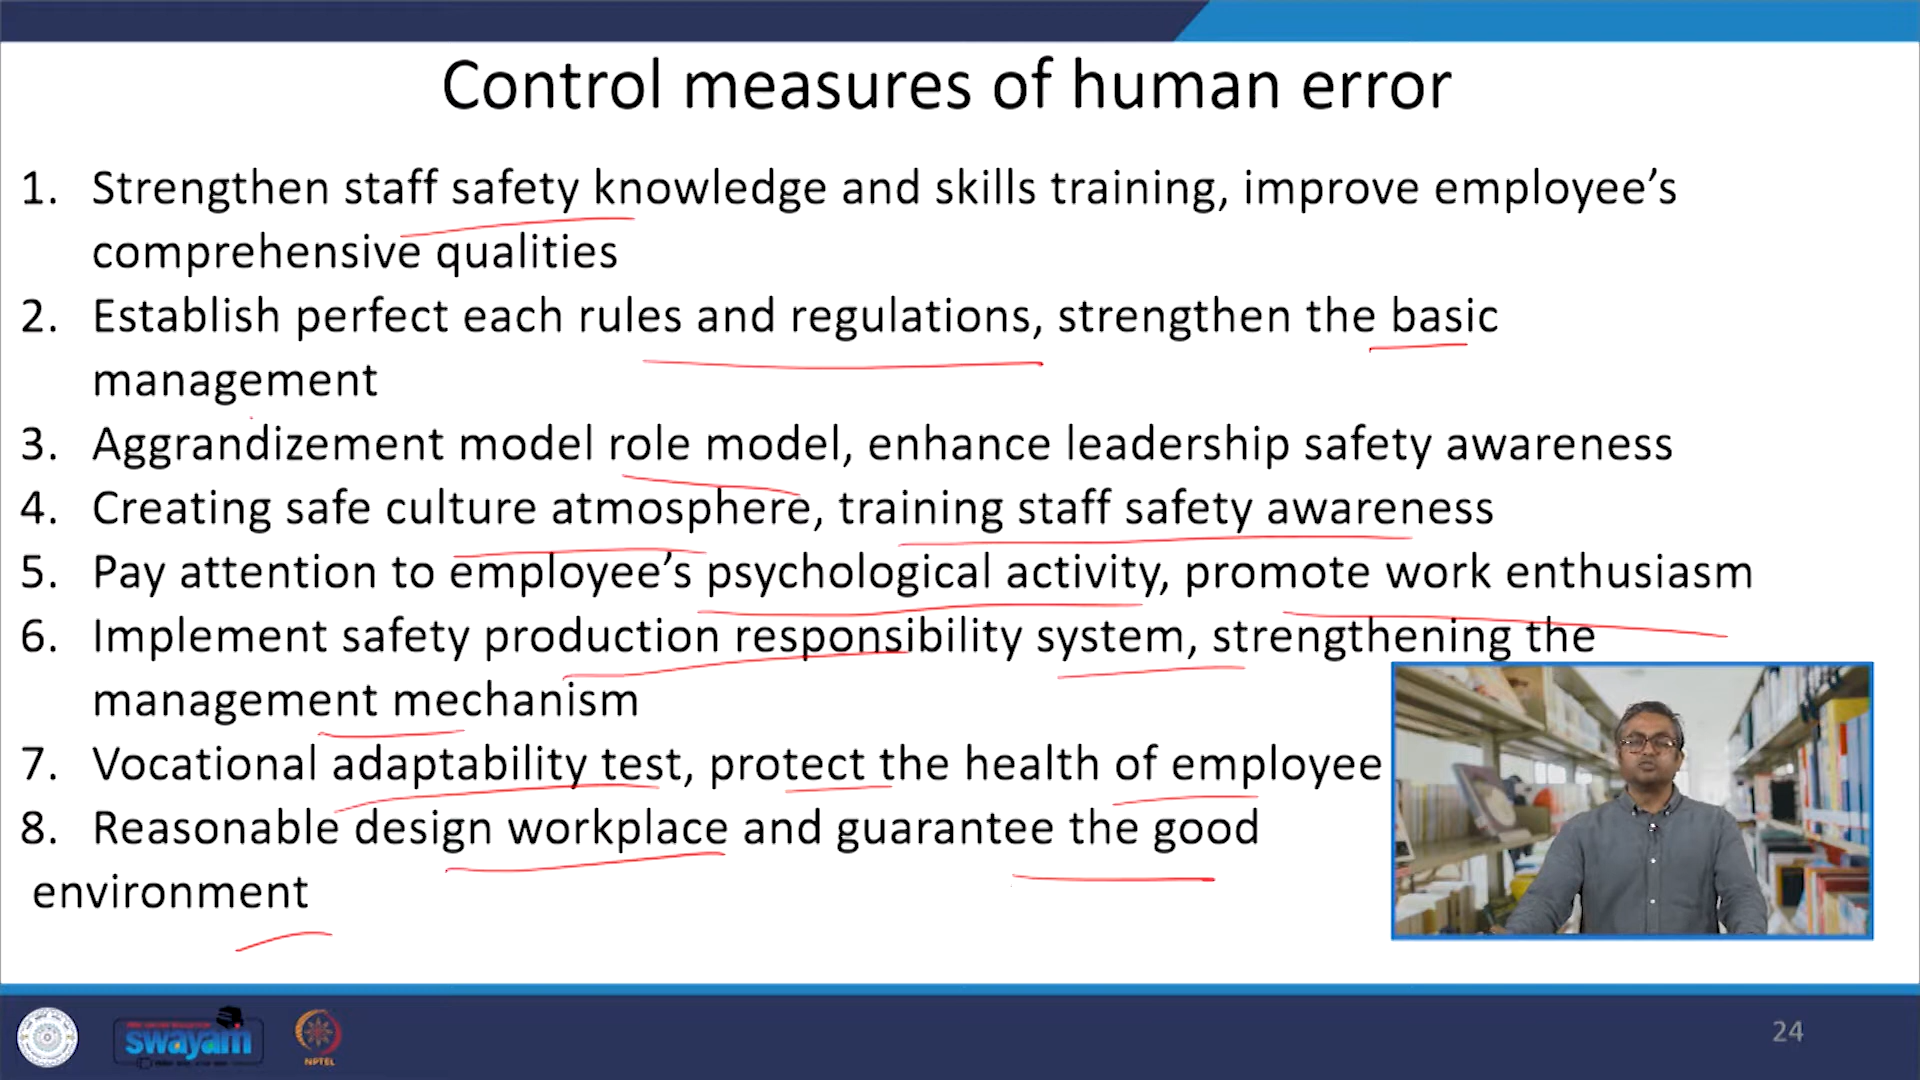 Control measures of human error
1. Strengthen staff safety knowledge and skills training, improve employee’s
comprehensive qualities
2. Establish perfect each rules and regulations, strengthen the basic
management
3. Aggrandizement model role model, enhance leadership safety awareness
4. Creating safe culture atmosphere, training staff safety awareness
5. Pay attention to employee’s psychological activity, promote work enthusiasm
6. Implement safety production responsibility system, strengthening the
management mechanism
7. Vocational adaptability test, protect the health of employee
8. Reasonable design workplace and guarantee the good
environment
swayam
NPTEL
24